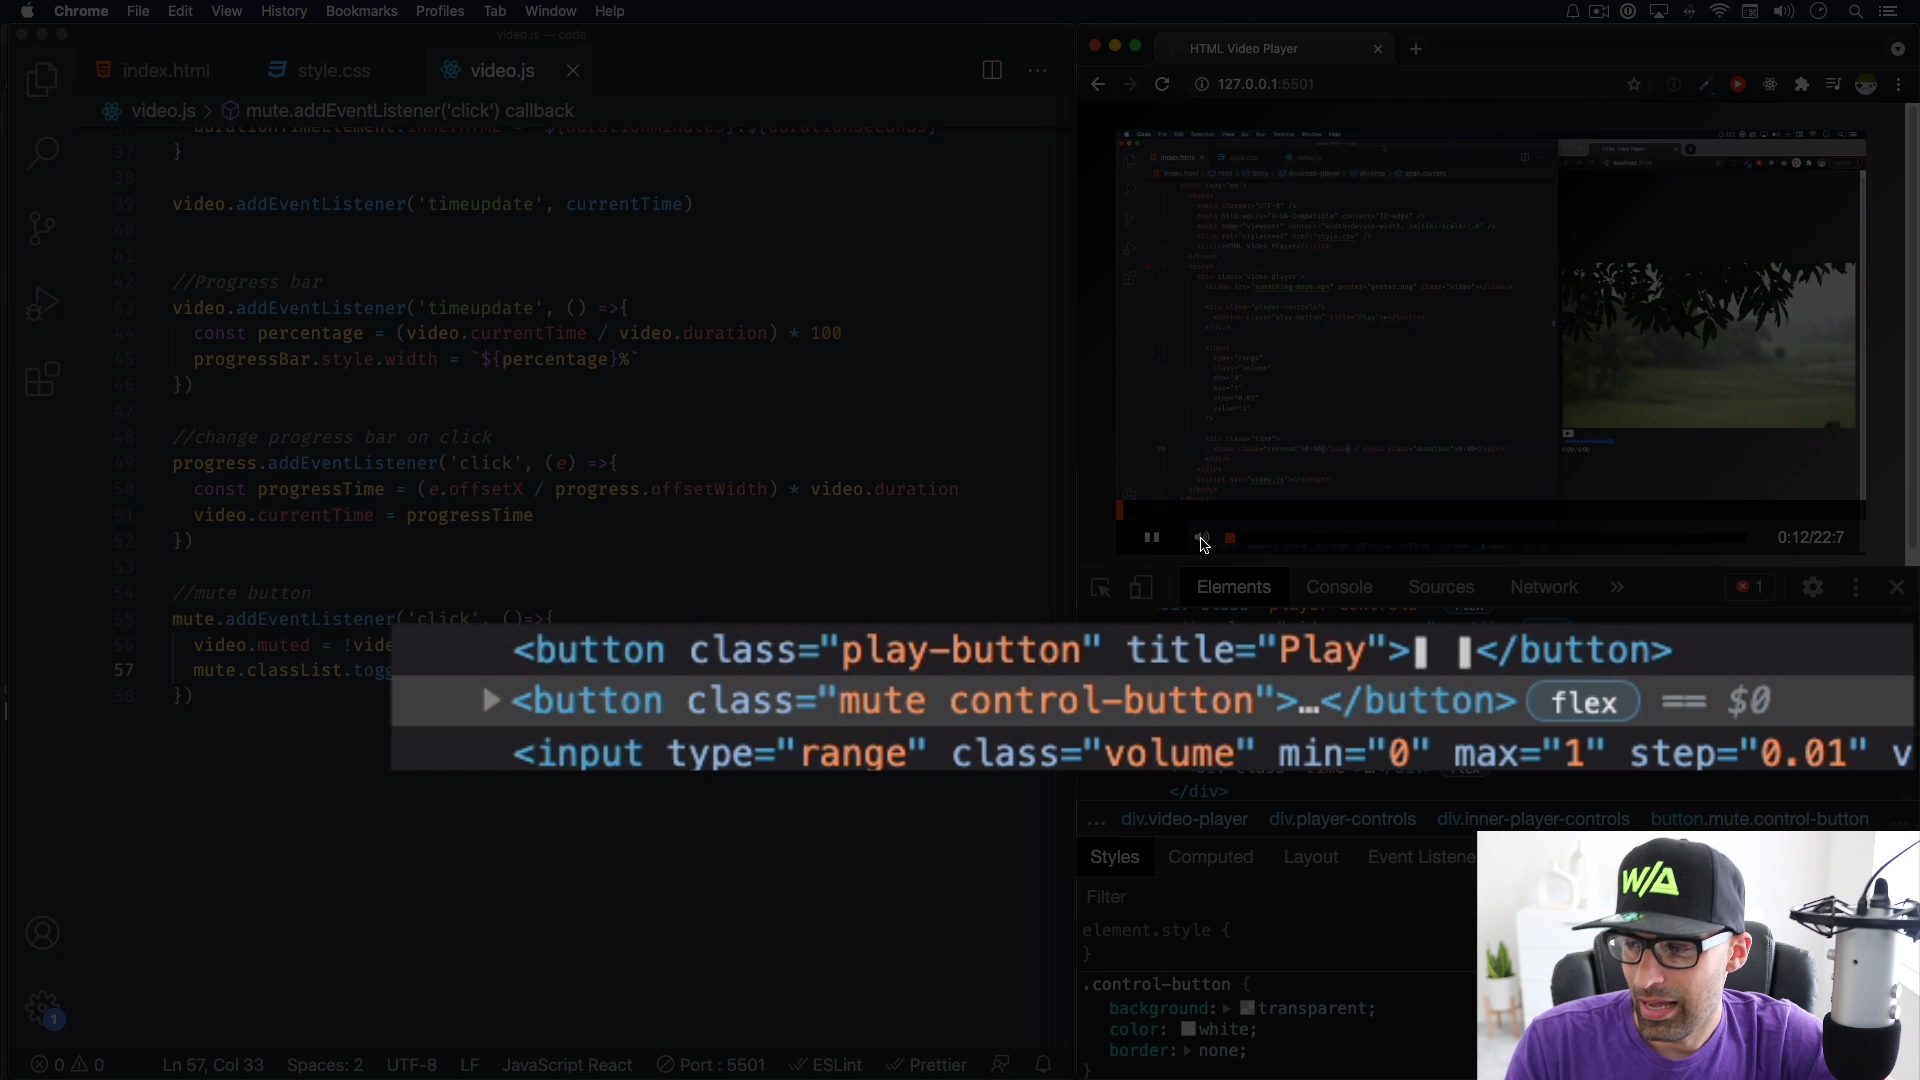 Chrome File Edit View History Bookmarks Profiles Tab Window Help
video.js — code
index.html style.css video.js
video.js > mute.addEventListener('click') callback
37 }
38
39 video.addEventListener('timeupdate', currentTime)
40
41
42 //Progress bar
43 video.addEventListener('timeupdate', () =>{
44 const percentage = (video.currentTime / video.duration) * 100
45 progressBar.style.width = `${percentage}%`
46 })
47
48 //change progress bar on click
49 progress.addEventListener('click', (e) =>{
50 const progressTime = (e.offsetX / progress.offsetWidth) * video.duration
51 video.currentTime = progressTime
52 })
53
54 //mute button
55 mute.addEventListener('click', ()=>{
56 video.muted = !vide
57 mute.classList.togg
58 })
1
0 0 Ln 57, Col 33 Spaces: 2 UTF-8 LF JavaScript React Port : 5501 ESLint Prettier
HTML Video Player
127.0.0.1:5501
0:12/22:7
Elements Console Sources Network » 1
<button class="play-button" title="Play">❚ ❚</button>
<button class="mute control-button">…</button> flex == $0
<input type="range" class="volume" min="0" max="1" step="0.01" v
</div>
... div.video-player div.player-controls div.inner-player-controls button.mute.control-button
Styles Computed Layout Event Listene
Filter
element.style {
}
.control-button {
background: transparent;
color: white;
border: none;
}
W/A